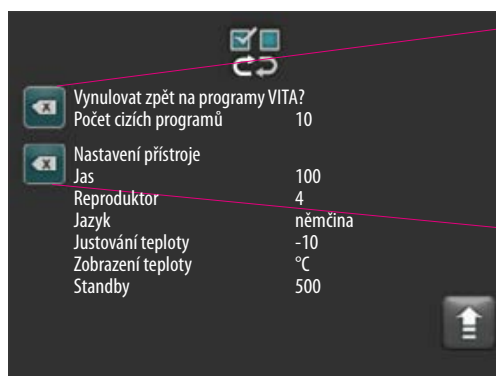 Vynulovat zpět na programy VITA?
Počet cizích programů 10
Nastavení přístroje
Jas 100
Reproduktor 4
Jazyk němčina
Justování teploty -10
Zobrazení teploty °C
Standby 500